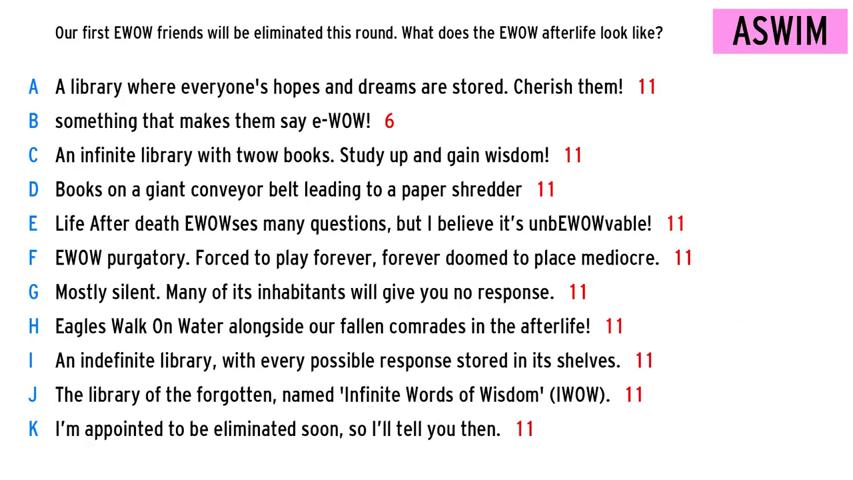 Our first EWOW friends will be eliminated this round. What does the EWOW afterlife look like?
ASWIM
A A library where everyone's hopes and dreams are stored. Cherish them! 11
B something that makes them say e-WOW! 6
C An infinite library with twow books. Study up and gain wisdom! 11
D Books on a giant conveyor belt leading to a paper shredder 11
E Life After death EWOWses many questions, but I believe it’s unbEWOWvable! 11
F EWOW purgatory. Forced to play forever, forever doomed to place mediocre. 11
G Mostly silent. Many of its inhabitants will give you no response. 11
H Eagles Walk On Water alongside our fallen comrades in the afterlife! 11
I An indefinite library, with every possible response stored in its shelves. 11
J The library of the forgotten, named 'Infinite Words of Wisdom' (IWOW). 11
K I’m appointed to be eliminated soon, so I’ll tell you then. 11